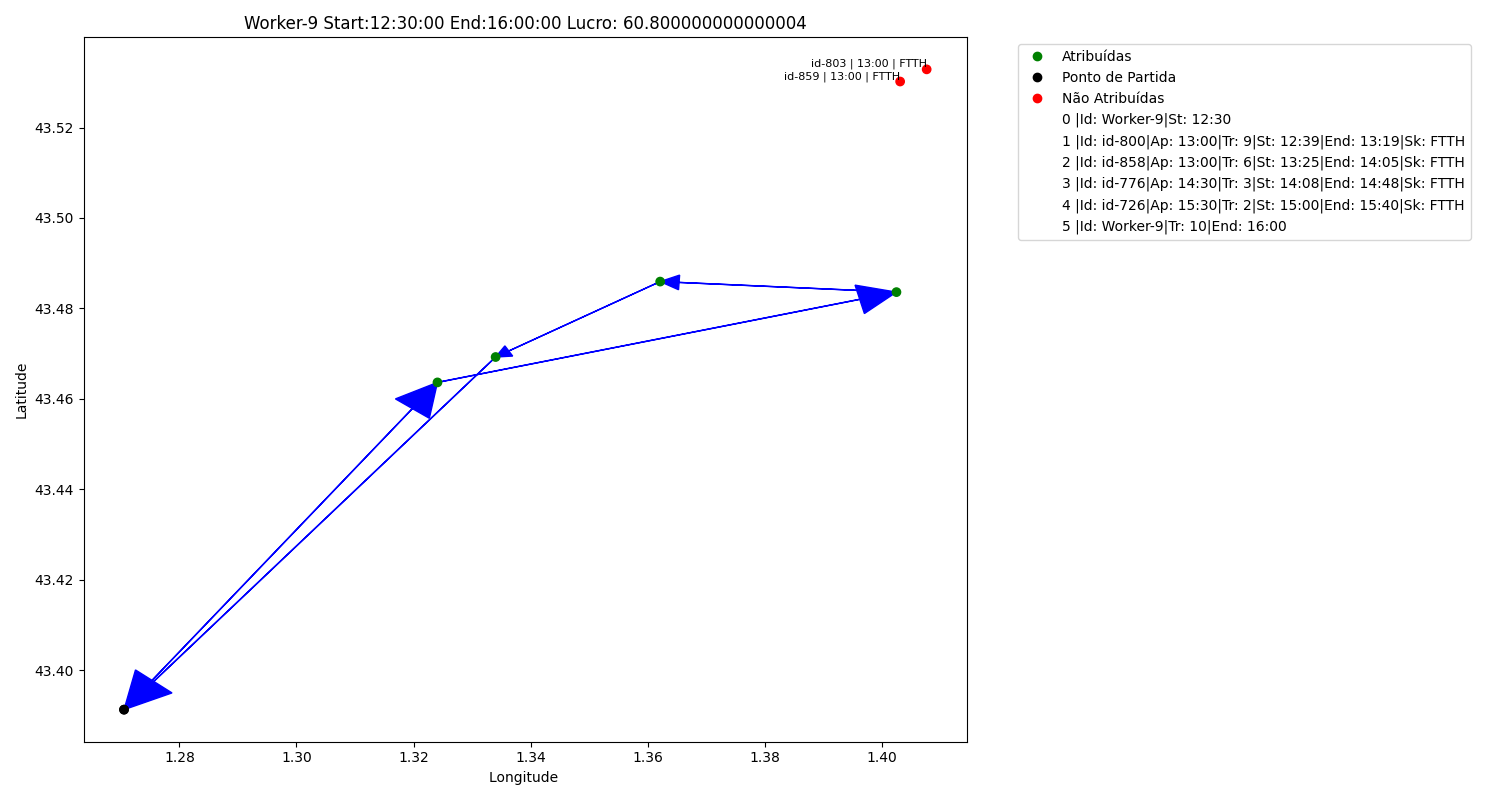 Worker-9 Start:12:30:00 End:16:00:00 Lucro: 60.800000000000004
id-803 | 13:00 | FTTH
id-859 | 13:00 | FTTH
43.52
43.50
43.48
43.46
43.44
43.42
43.40
Latitude
1.28 1.30 1.32 1.34 1.36 1.38 1.40
Longitude
Atribuídas
Ponto de Partida
Não Atribuídas
0 |Id: Worker-9|St: 12:30
1 |Id: id-800|Ap: 13:00|Tr: 9|St: 12:39|End: 13:19|Sk: FTTH
2 |Id: id-858|Ap: 13:00|Tr: 6|St: 13:25|End: 14:05|Sk: FTTH
3 |Id: id-776|Ap: 14:30|Tr: 3|St: 14:08|End: 14:48|Sk: FTTH
4 |Id: id-726|Ap: 15:30|Tr: 2|St: 15:00|End: 15:40|Sk: FTTH
5 |Id: Worker-9|Tr: 10|End: 16:00